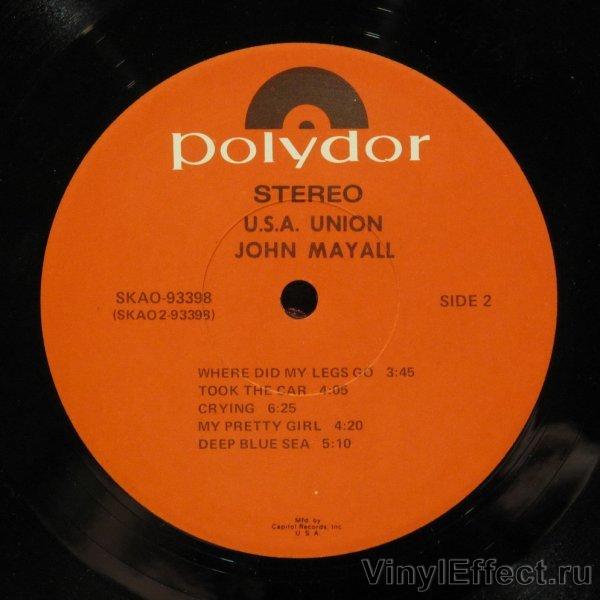 polydor
STEREO
U.S.A. UNION
JOHN MAYALL
SKAO-93398 SIDE 2
(SKAO 2-93398)
WHERE DID MY LEGS GO 3:45
TOOK THE CAR 4:05
CRYING 6:25
MY PRETTY GIRL 4:20
DEEP BLUE SEA 5:10
Mfd. by
Capitol Records, Inc.
U.S.A.
VinylEffect.ru